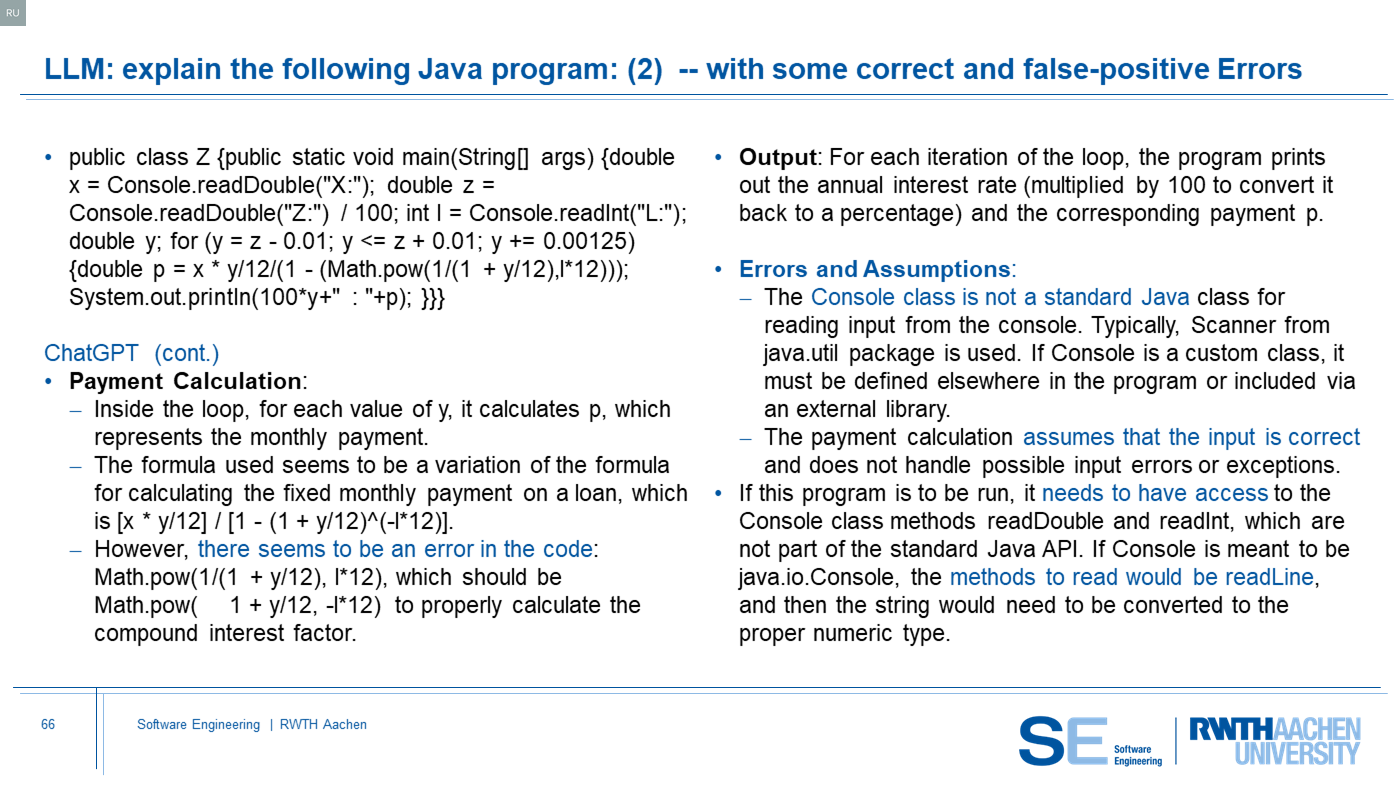 RU
LLM: explain the following Java program: (2) -- with some correct and false-positive Errors
• public class Z {public static void main(String[] args) {double
x = Console.readDouble("X:"); double z =
Console.readDouble("Z:") / 100; int l = Console.readInt("L:");
double y; for (y = z - 0.01; y <= z + 0.01; y += 0.00125)
{double p = x * y/12/(1 - (Math.pow(1/(1 + y/12),l*12)));
System.out.println(100*y+" : "+p); }}}
ChatGPT (cont.)
• Payment Calculation:
– Inside the loop, for each value of y, it calculates p, which
represents the monthly payment.
– The formula used seems to be a variation of the formula
for calculating the fixed monthly payment on a loan, which
is [x * y/12] / [1 - (1 + y/12)^(-l*12)].
– However, there seems to be an error in the code:
Math.pow(1/(1 + y/12), l*12), which should be
Math.pow( 1 + y/12, -l*12) to properly calculate the
compound interest factor.
• Output: For each iteration of the loop, the program prints
out the annual interest rate (multiplied by 100 to convert it
back to a percentage) and the corresponding payment p.
• Errors and Assumptions:
– The Console class is not a standard Java class for
reading input from the console. Typically, Scanner from
java.util package is used. If Console is a custom class, it
must be defined elsewhere in the program or included via
an external library.
– The payment calculation assumes that the input is correct
and does not handle possible input errors or exceptions.
• If this program is to be run, it needs to have access to the
Console class methods readDouble and readInt, which are
not part of the standard Java API. If Console is meant to be
java.io.Console, the methods to read would be readLine,
and then the string would need to be converted to the
proper numeric type.
66
Software Engineering | RWTH Aachen
SE Software
Engineering
RWTHAACHEN
UNIVERSITY